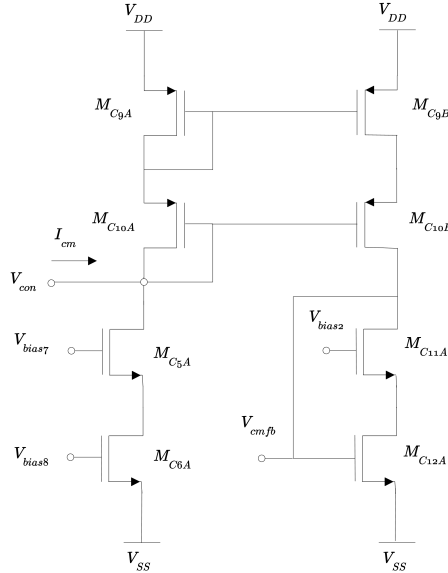 V_DD V_DD
M_C9A M_C9B
M_C10A M_C10B
I_cm
V_con
V_bias2
V_bias7 M_C5A M_C11A
V_cmfb
V_bias8 M_C6A M_C12A
V_SS V_SS